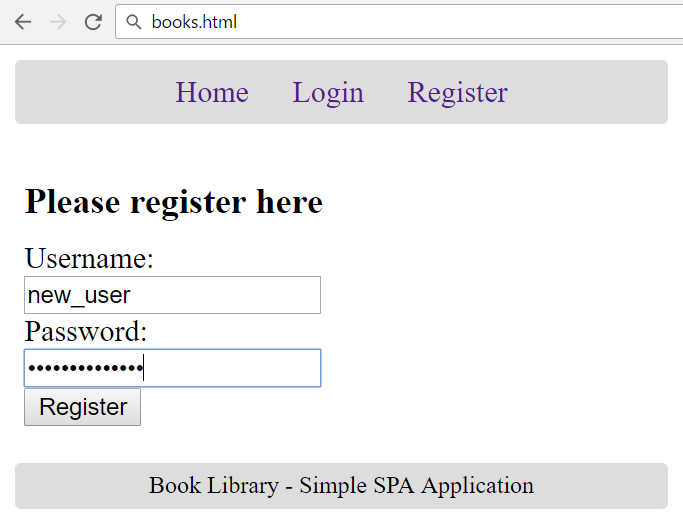 books.html
Home Login Register
Please register here
Username:
new_user
Password:
••••••••••••••
Register
Book Library - Simple SPA Application